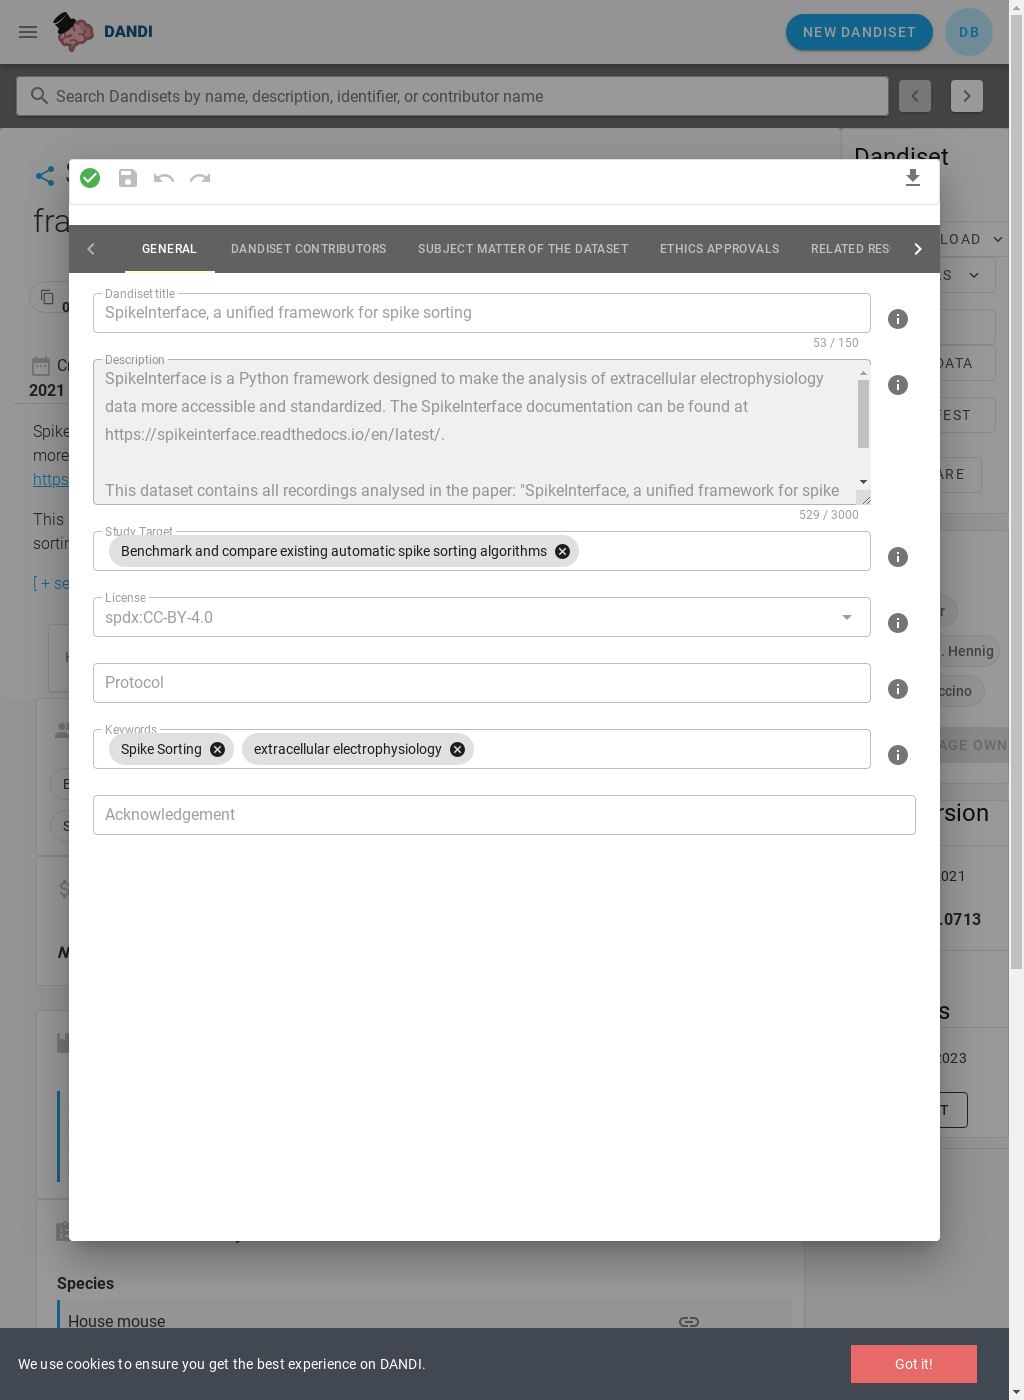 DANDI
NEW DANDISET
DB
Search Dandisets by name, description, identifier, or contributor name
Dandiset
fra
LOAD
GENERAL
DANDISET CONTRIBUTORS
SUBJECT MATTER OF THE DATASET
ETHICS APPROVALS
RELATED RES
Dandiset title
SpikeInterface, a unified framework for spike sorting
53 / 150
Description
SpikeInterface is a Python framework designed to make the analysis of extracellular electrophysiology
data more accessible and standardized. The SpikeInterface documentation can be found at
https://spikeinterface.readthedocs.io/en/latest/.
This dataset contains all recordings analysed in the paper: "SpikeInterface, a unified framework for spike
529 / 3000
2021
Spike
more
https
This
sortin
[ + se
DATA
FEST
ARE
Study Target
Benchmark and compare existing automatic spike sorting algorithms
License
spdx:CC-BY-4.0
Protocol
Keywords
Spike Sorting
extracellular electrophysiology
Acknowledgement
. Hennig
ccino
AGE OWN
rsion
2021
.0713
s
2023
T
Species
House mouse
We use cookies to ensure you get the best experience on DANDI.
Got it!